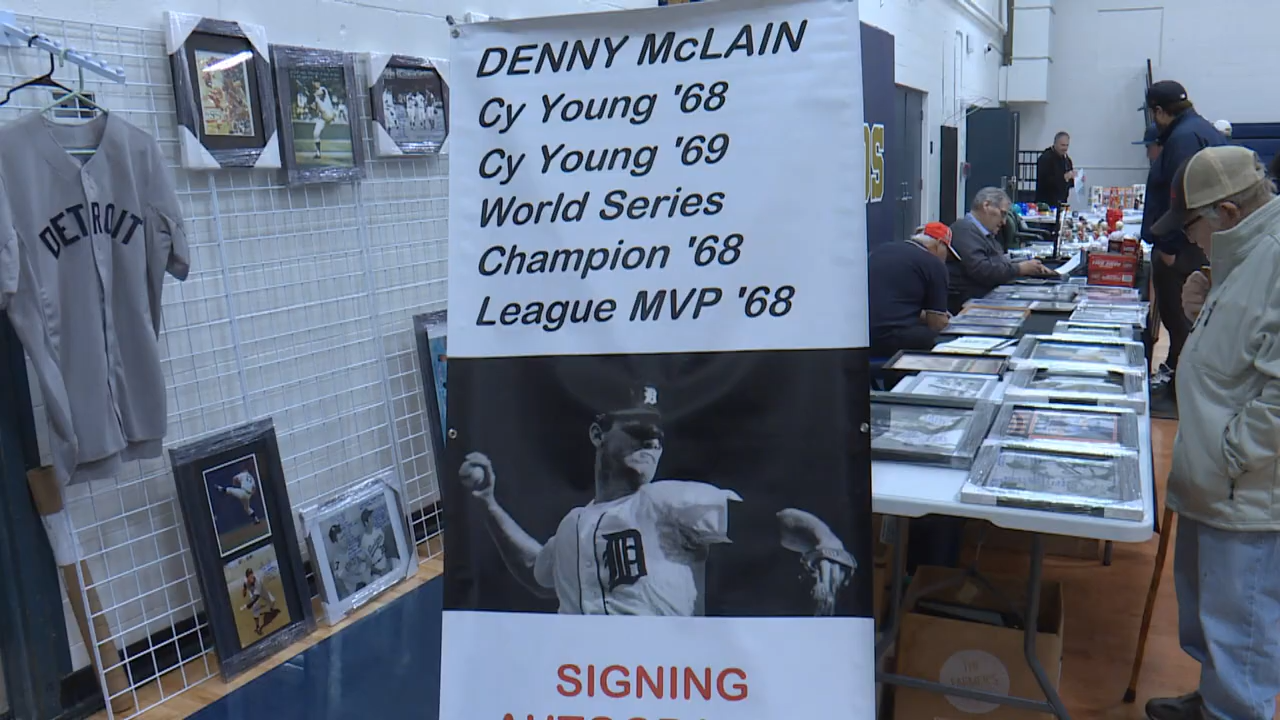 DENNY McLAIN
Cy Young '68
Cy Young '69
World Series
Champion '68
League MVP '68
SIGNING
DETROIT
D
D